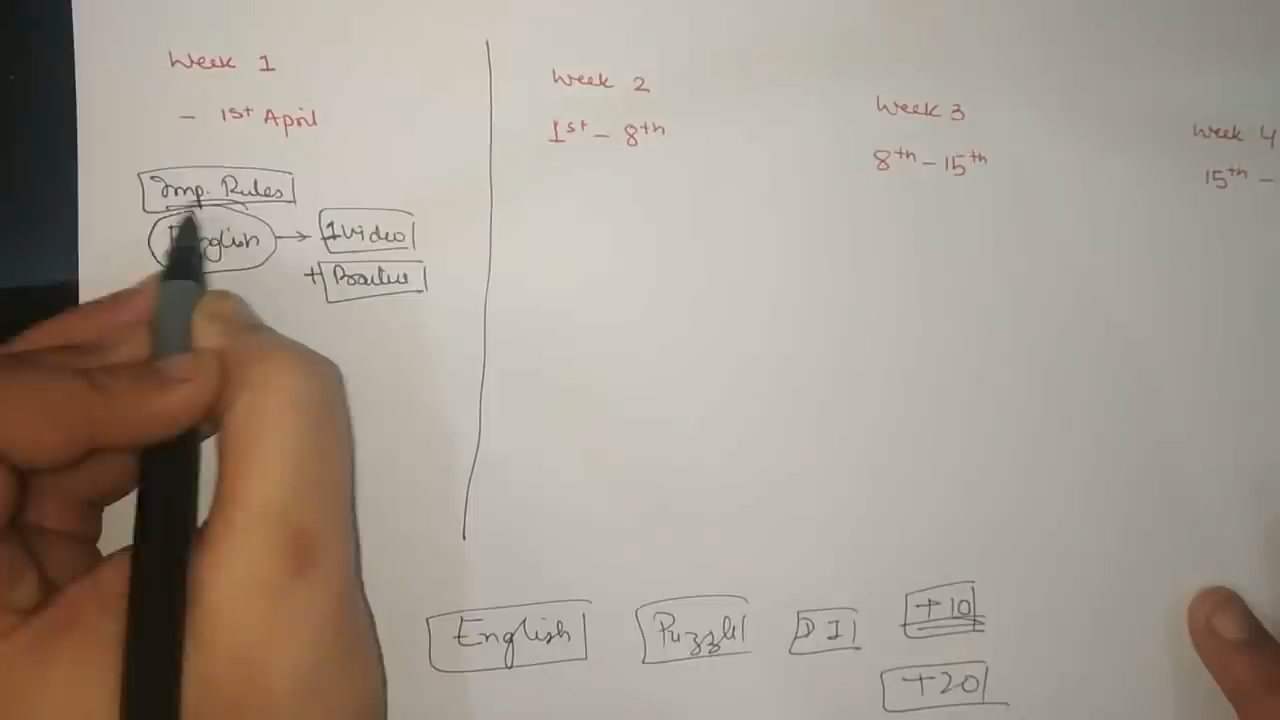 Week 1
- 1st April
Imp. Rules
English → 1 Video
+ Practice
Week 2
1st - 8th
Week 3
8th - 15th
Week 4
15th -
English
Puzzle
DI
+10
+20